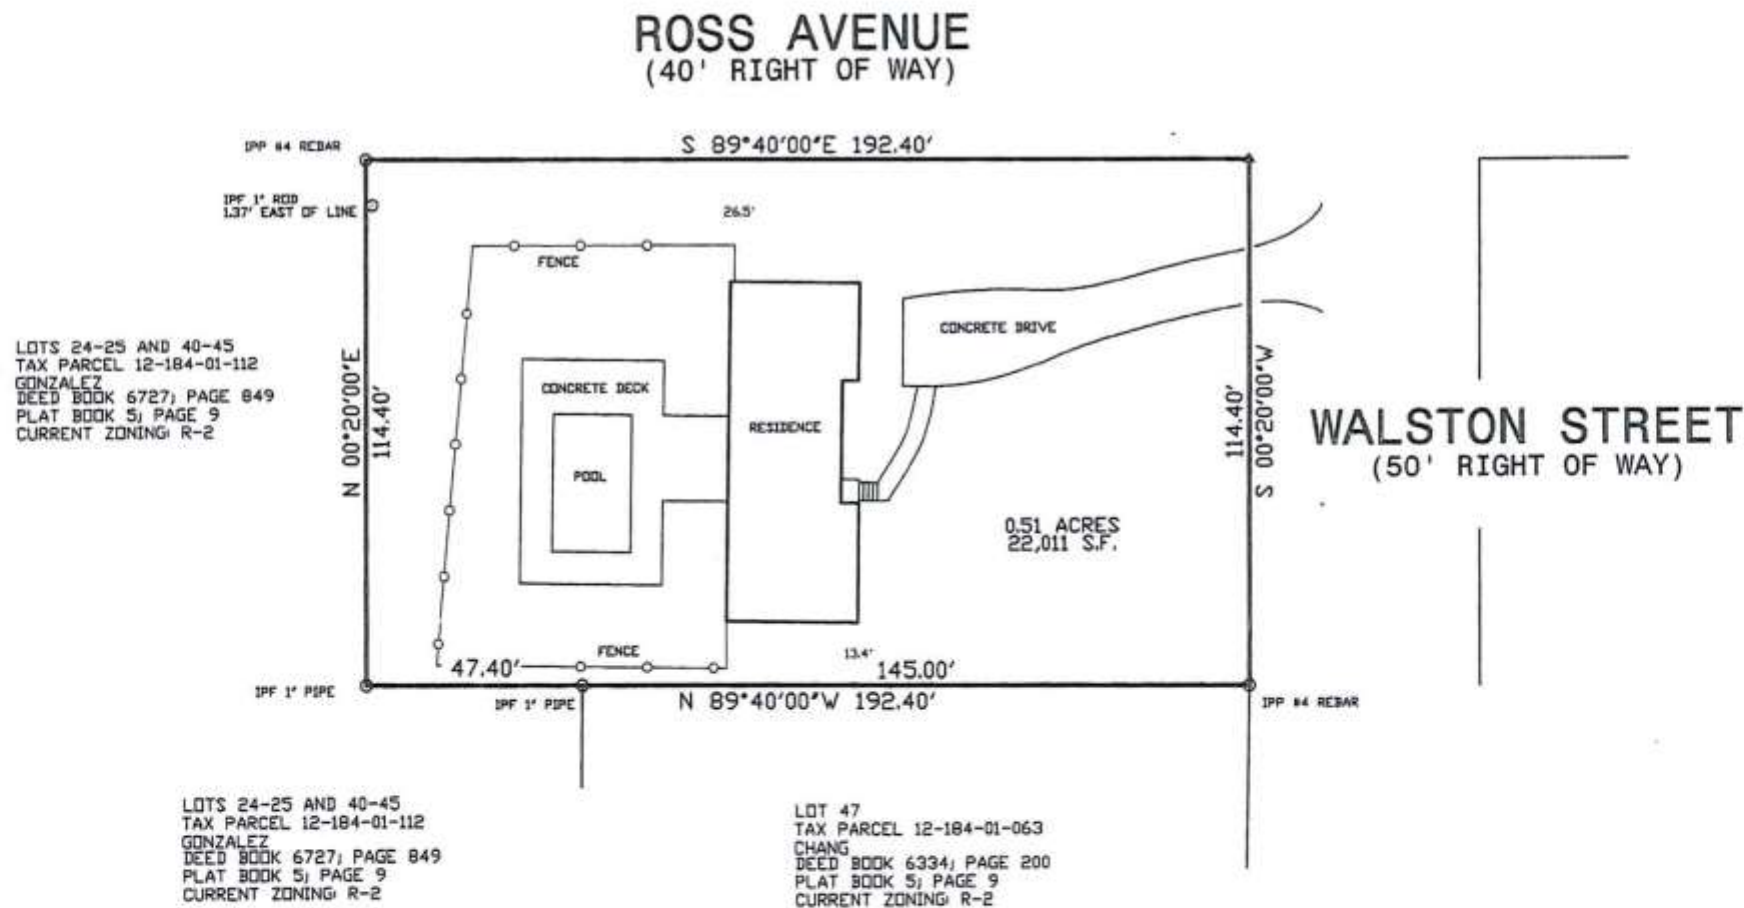 ROSS AVENUE
(40' RIGHT OF WAY)
IPP #4 REBAR
S 89°40'00"E 192.40'
IPF 1" ROD
1.37' EAST OF LINE
26.5'
FENCE
CONCRETE DRIVE
LOTS 24-25 AND 40-45
TAX PARCEL 12-184-01-112
GONZALEZ
DEED BOOK 6727; PAGE 849
PLAT BOOK 5; PAGE 9
CURRENT ZONING: R-2
N 00°20'00"E
114.40'
CONCRETE DECK
RESIDENCE
POOL
114.40'
S 00°20'00"W
WALSTON STREET
(50' RIGHT OF WAY)
0.51 ACRES
22,011 S.F.
FENCE
13.4'
47.40'
145.00'
IPF 1" PIPE
IPF 1" PIPE
N 89°40'00"W 192.40'
IPP #4 REBAR
LOTS 24-25 AND 40-45
TAX PARCEL 12-184-01-112
GONZALEZ
DEED BOOK 6727; PAGE 849
PLAT BOOK 5; PAGE 9
CURRENT ZONING: R-2
LOT 47
TAX PARCEL 12-184-01-063
CHANG
DEED BOOK 6334; PAGE 200
PLAT BOOK 5; PAGE 9
CURRENT ZONING: R-2